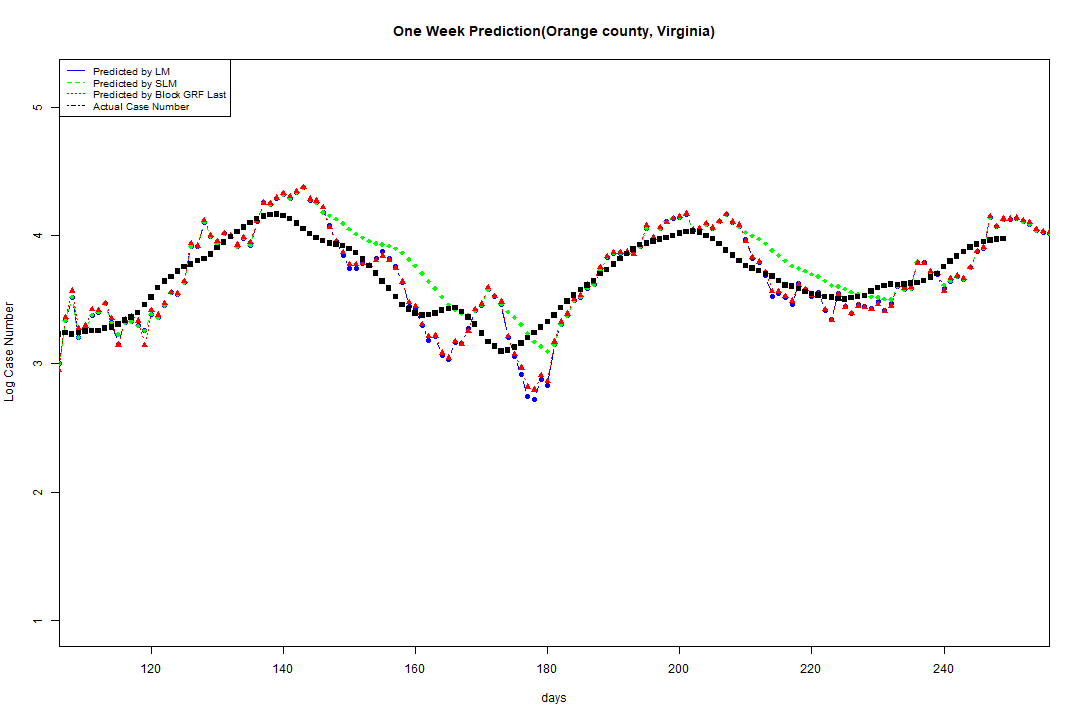 One Week Prediction(Orange county, Virginia)
Predicted by LM
Predicted by SLM
Predicted by Block GRF Last
Actual Case Number
5
4
3
2
1
Log Case Number
120 140 160 180 200 220 240
days